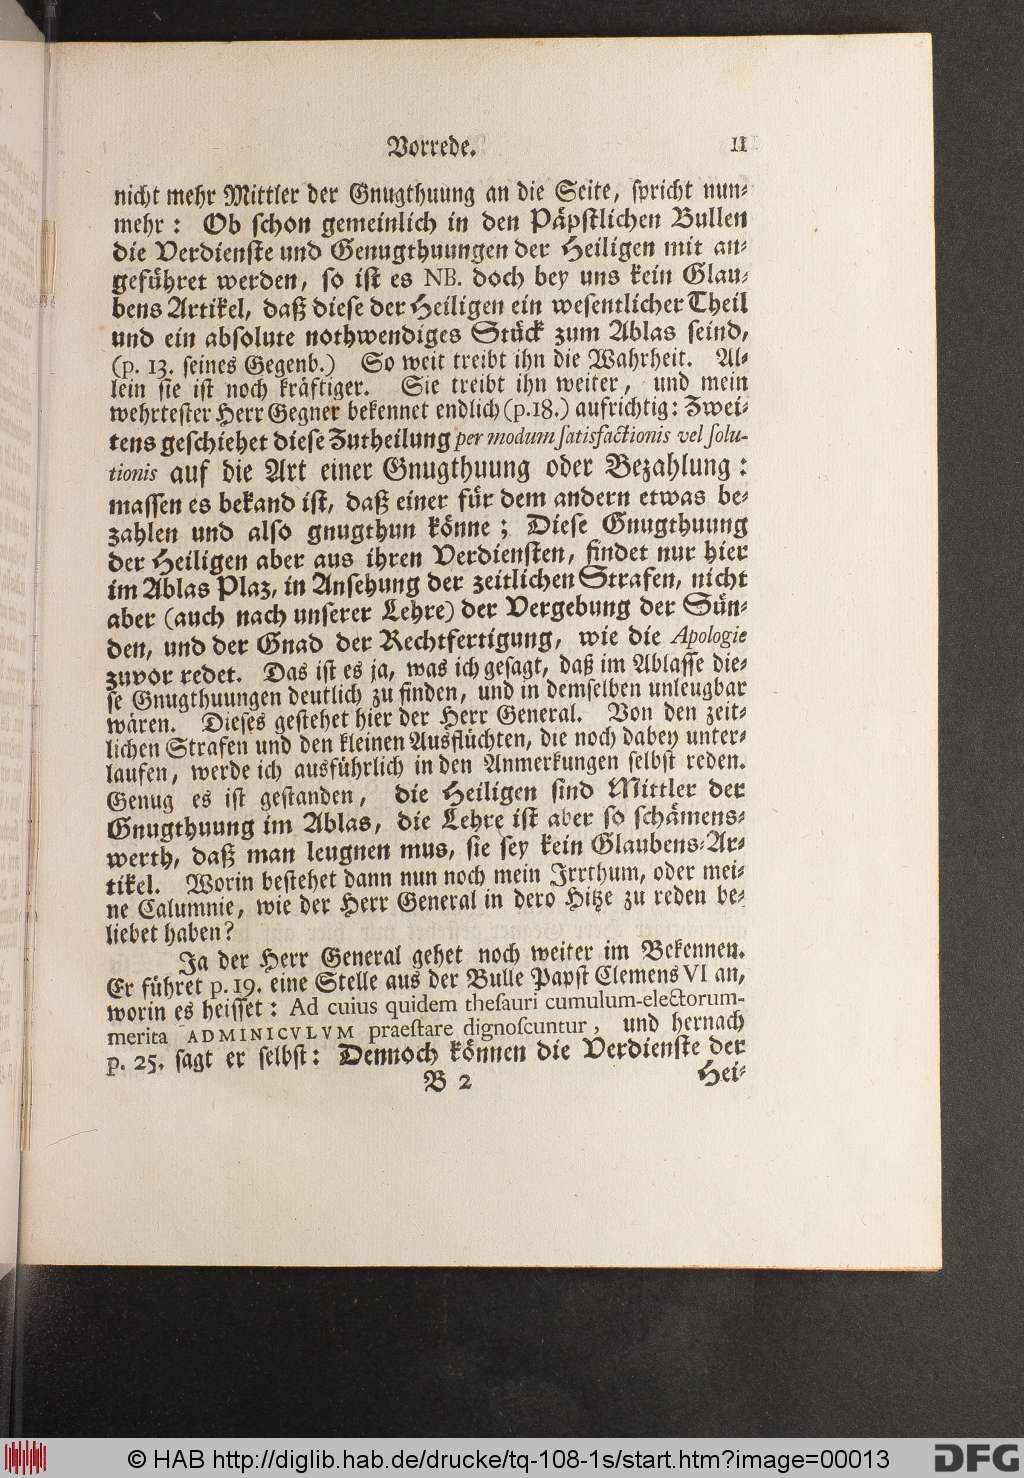 Vorrede. 11
nicht mehr Mittler der Gnugthuung an die Seite, spricht nun-
mehr: Ob schon gemeinlich in den Päpstlichen Bullen
die Verdienste und Genugthuungen der Heiligen mit an-
geführet werden, so ist es NB. doch bey uns kein Glau-
bens Artikel, daß diese der Heiligen ein wesentlicher Theil
und ein absolute nothwendiges Stück zum Ablas seind,
(p. 13. seines Gegenb.) So weit treibt ihn die Wahrheit. Al-
lein sie ist noch kräftiger. Sie treibt ihn weiter, und mein
wehrtester Herr Gegner bekennet endlich (p.18.) aufrichtig: Zwei-
tens geschiehet diese Zutheilung per modum satisfactionis vel solu-
tionis auf die Art einer Gnugthuung oder Bezahlung:
massen es bekand ist, daß einer für dem andern etwas be-
zahlen und also gnugthun könne; Diese Gnugthuung
der Heiligen aber aus ihren Verdiensten, findet nur hier
im Ablas Plaz, in Ansehung der zeitlichen Strafen, nicht
aber (auch nach unserer Lehre) der Vergebung der Sün-
den, und der Gnad der Rechtfertigung, wie die Apologie
zuvor redet. Das ist es ja, was ich gesagt, daß im Ablasse die-
se Gnugthuungen deutlich zu finden, und in demselben unleugbar
wären. Dieses gestehet hier der Herr General. Von den zeit-
lichen Strafen und den kleinen Ausflüchten, die noch dabey unter-
laufen, werde ich ausführlich in den Anmerkungen selbst reden.
Genug es ist gestanden, die Heiligen sind Mittler der
Gnugthuung im Ablas, die Lehre ist aber so schämens-
werth, daß man leugnen mus, sie sey kein Glaubens-Ar-
tikel. Worin bestehet dann nun noch mein Irrthum, oder mei-
ne Calumnie, wie der Herr General in dero Hitze zu reden be-
liebet haben?
Ja der Herr General gehet noch weiter im Bekennen.
Er führet p. 19. eine Stelle aus der Bulle Papst Clemens VI an,
worin es heisset: Ad cuius quidem thesauri cumulum-electorum-
merita ADMINICVLVM praestare dignoscuntur, und hernach
p. 25. sagt er selbst: Dennoch können die Verdienste der
B 2 Hei-
© HAB http://diglib.hab.de/drucke/tq-108-1s/start.htm?image=00013
DFG